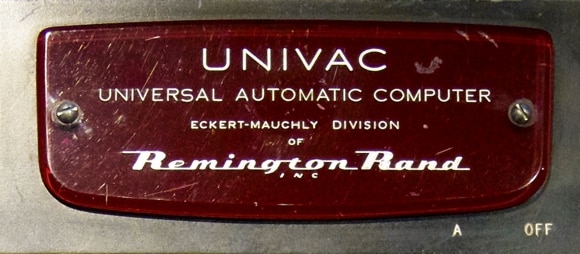 UNIVAC
UNIVERSAL AUTOMATIC COMPUTER
ECKERT-MAUCHLY DIVISION
OF
Remington Rand
INC
A OFF